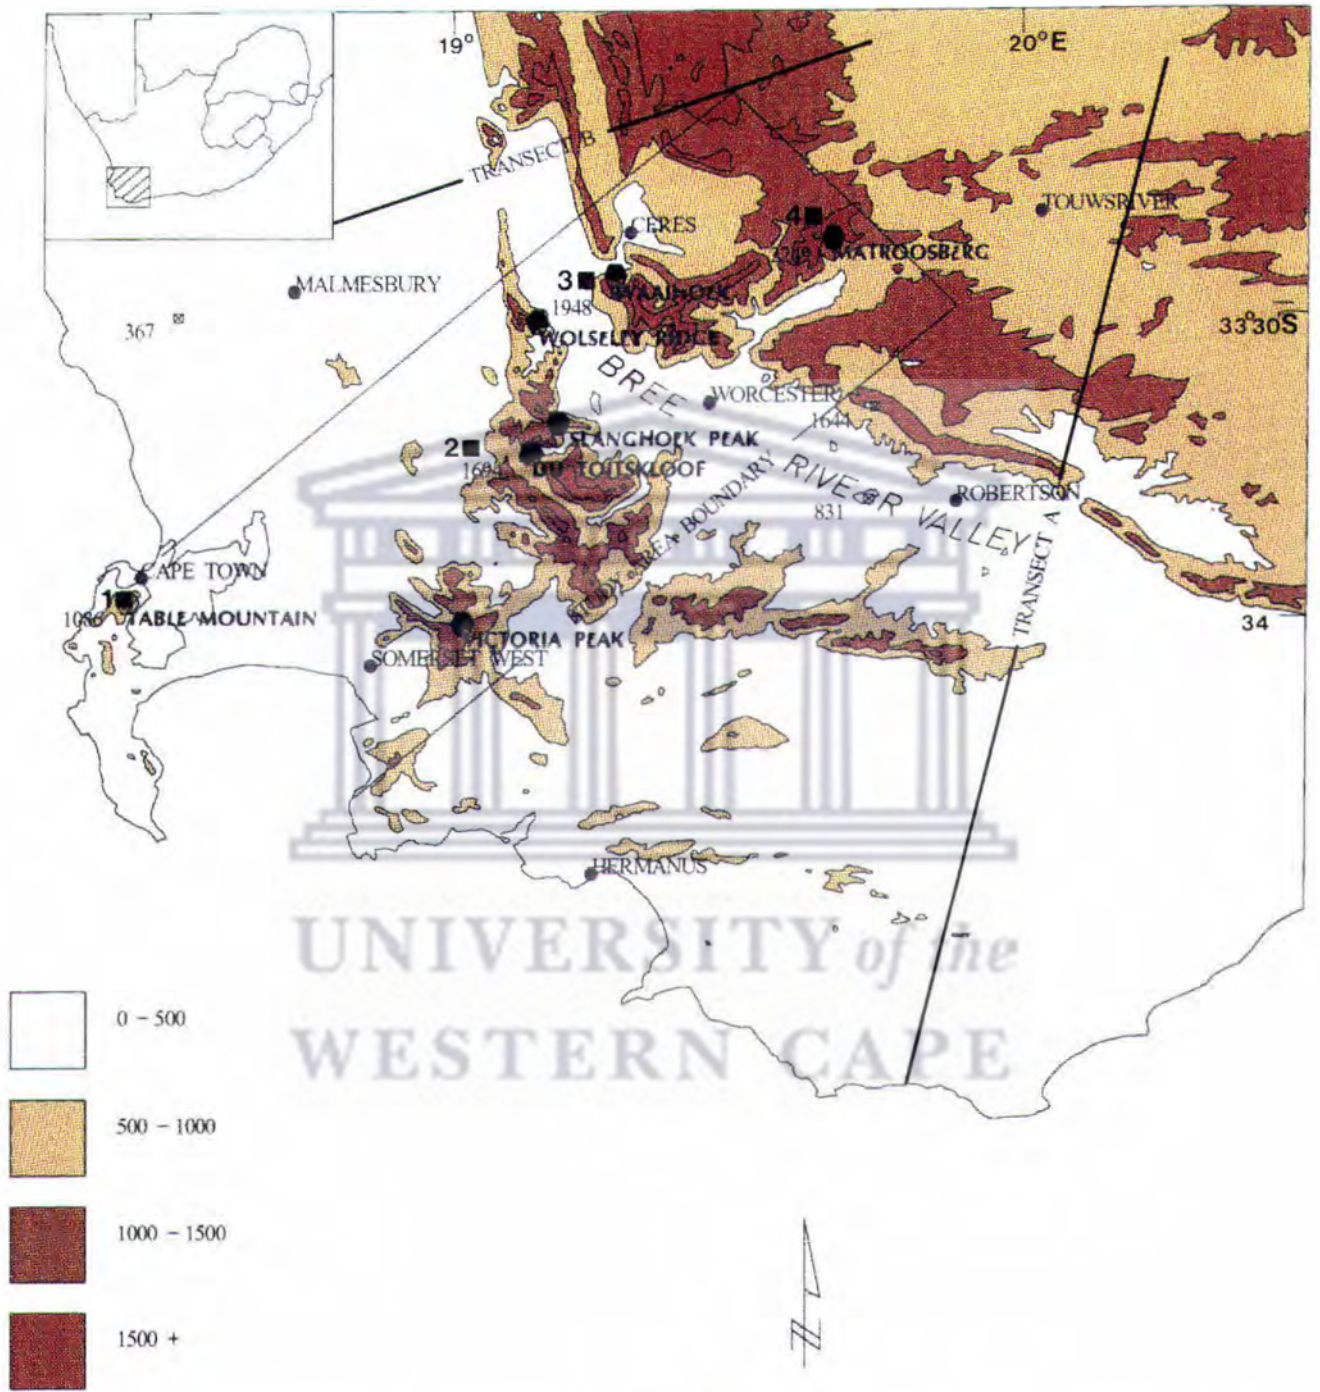 19°
20°E
TRANSECT B
TOUWSRIVER
CERES
4
MATROOSBERG
MALMESBURY
3
1948
367
WOLSELEY RIDGE
33°30'S
BREE RIVER VALLEY
WORCESTER
1644
SLANGHOEK PEAK
2
DU TOITSKLOOF
ROBERTSON
831
STUDY AREA BOUNDARY
TRANSECT A
CAPE TOWN
1
1086
TABLE MOUNTAIN
34
VICTORIA PEAK
SOMERSET WEST
HERMANUS
UNIVERSITY of the
WESTERN CAPE
0 - 500
500 - 1000
1000 - 1500
1500 +
N